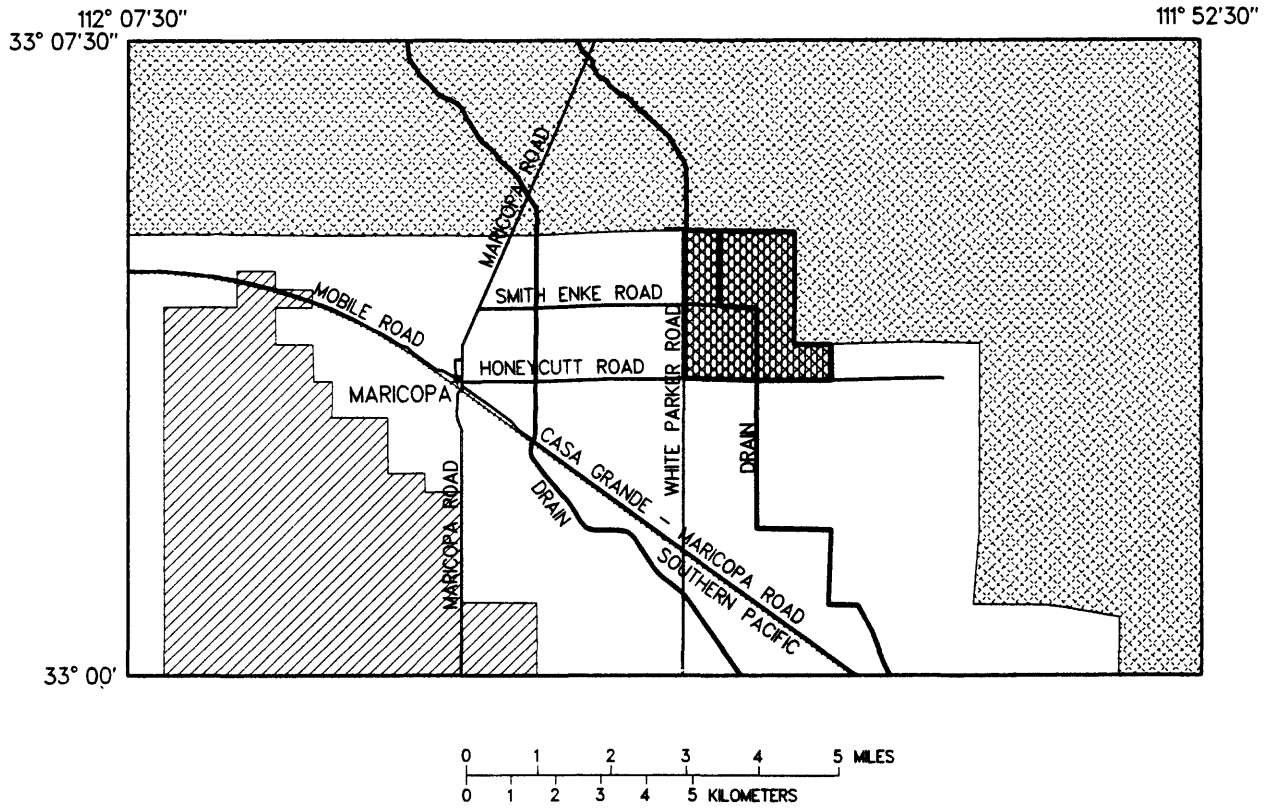 112° 07'30"
111° 52'30"
33° 07'30"
MARICOPA ROAD
MOBILE ROAD
SMITH ENKE ROAD
HONEYCUTT ROAD
MARICOPA
WHITE PARKER ROAD
DRAIN
CASA GRANDE – MARICOPA ROAD
DRAIN
MARICOPA ROAD
SOUTHERN PACIFIC
33° 00'
0 1 2 3 4 5 MILES
0 1 2 3 4 5 KILOMETERS